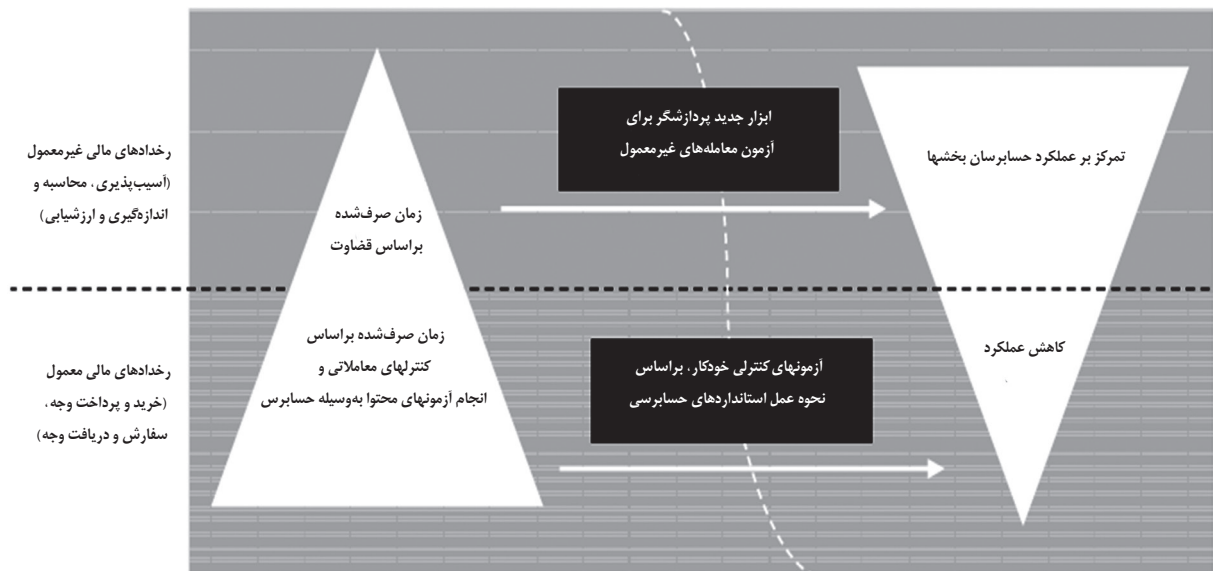 رخدادهای مالی غیرمعمول
(آسیب‌پذیری، محاسبه و
اندازه‌گیری و ارزشیابی)
زمان صرف‌شده
براساس قضاوت
ابزار جدید پردازشگر برای
آزمون معامله‌های غیرمعمول
تمرکز بر عملکرد حسابرسان بخشها
رخدادهای مالی معمول
(خرید و پرداخت وجه،
سفارش و دریافت وجه)
زمان صرف‌شده براساس
کنترلهای معاملاتی و
انجام آزمونهای محتوا به‌وسیله حسابرس
آزمونهای کنترلی خودکار، براساس
نحوه عمل استانداردهای حسابرسی
کاهش عملکرد